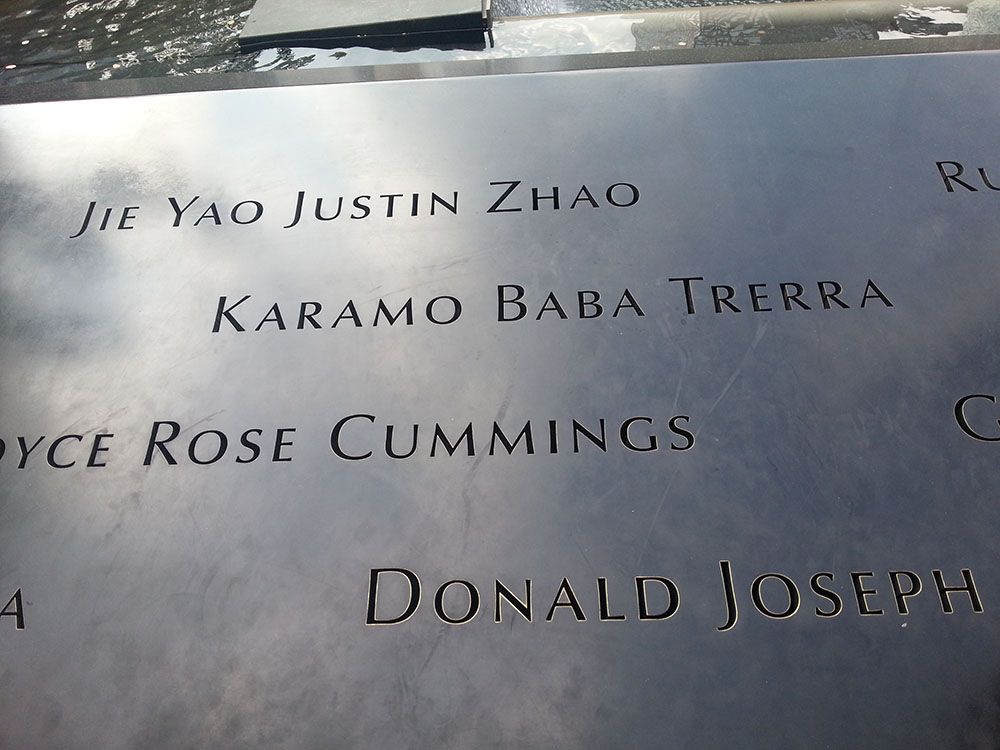 Jie Yao Justin Zhao
Karamo Baba Trerra
Rose Cummings
Donald Joseph